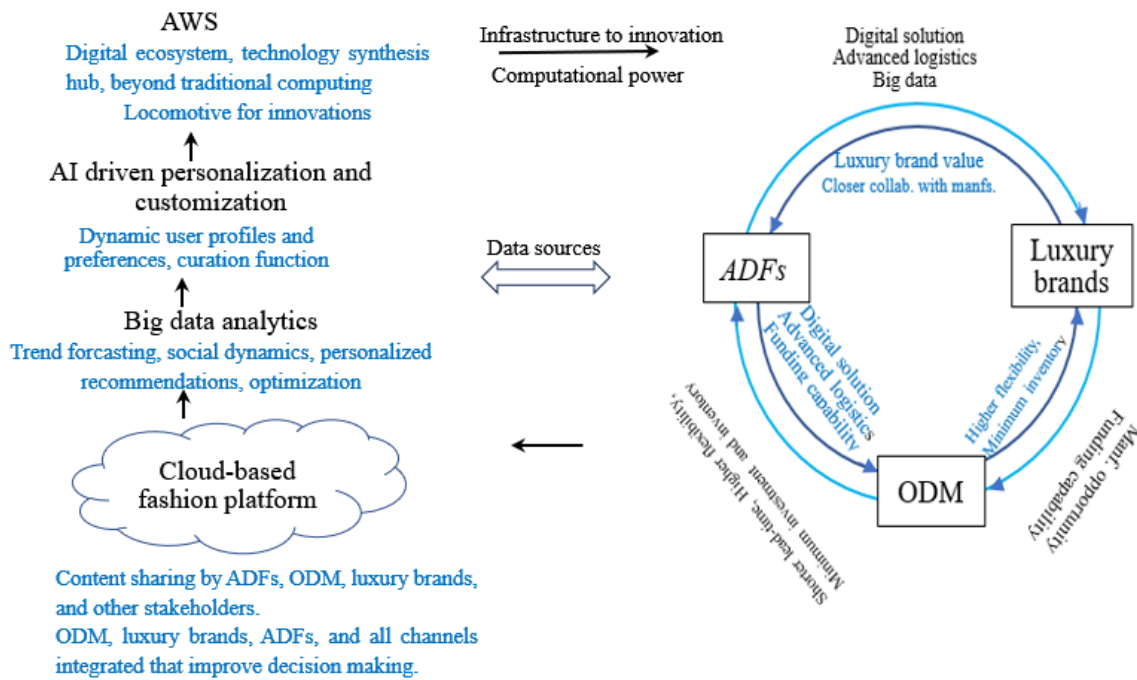 AWS
Digital ecosystem, technology synthesis
hub, beyond traditional computing
Locomotive for innovations
AI driven personalization and
customization
Dynamic user profiles and
preferences, curation function
Big data analytics
Trend forcasting, social dynamics, personalized
recommendations, optimization
Cloud-based
fashion platform
Content sharing by ADFs, ODM, luxury brands,
and other stakeholders.
ODM, luxury brands, ADFs, and all channels
integrated that improve decision making.
Infrastructure to innovation
Computational power
Data sources
Digital solution
Advanced logistics
Big data
Luxury brand value
Closer collab. with manfs.
ADFs
Luxury
brands
Digital solution
Advanced logistics
Funding capability
Higher flexibility,
Minimum inventory
ODM
Shorter lead-time, Higher flexibility,
Minimum investment and inventory
Manf. opportunity
Funding capability